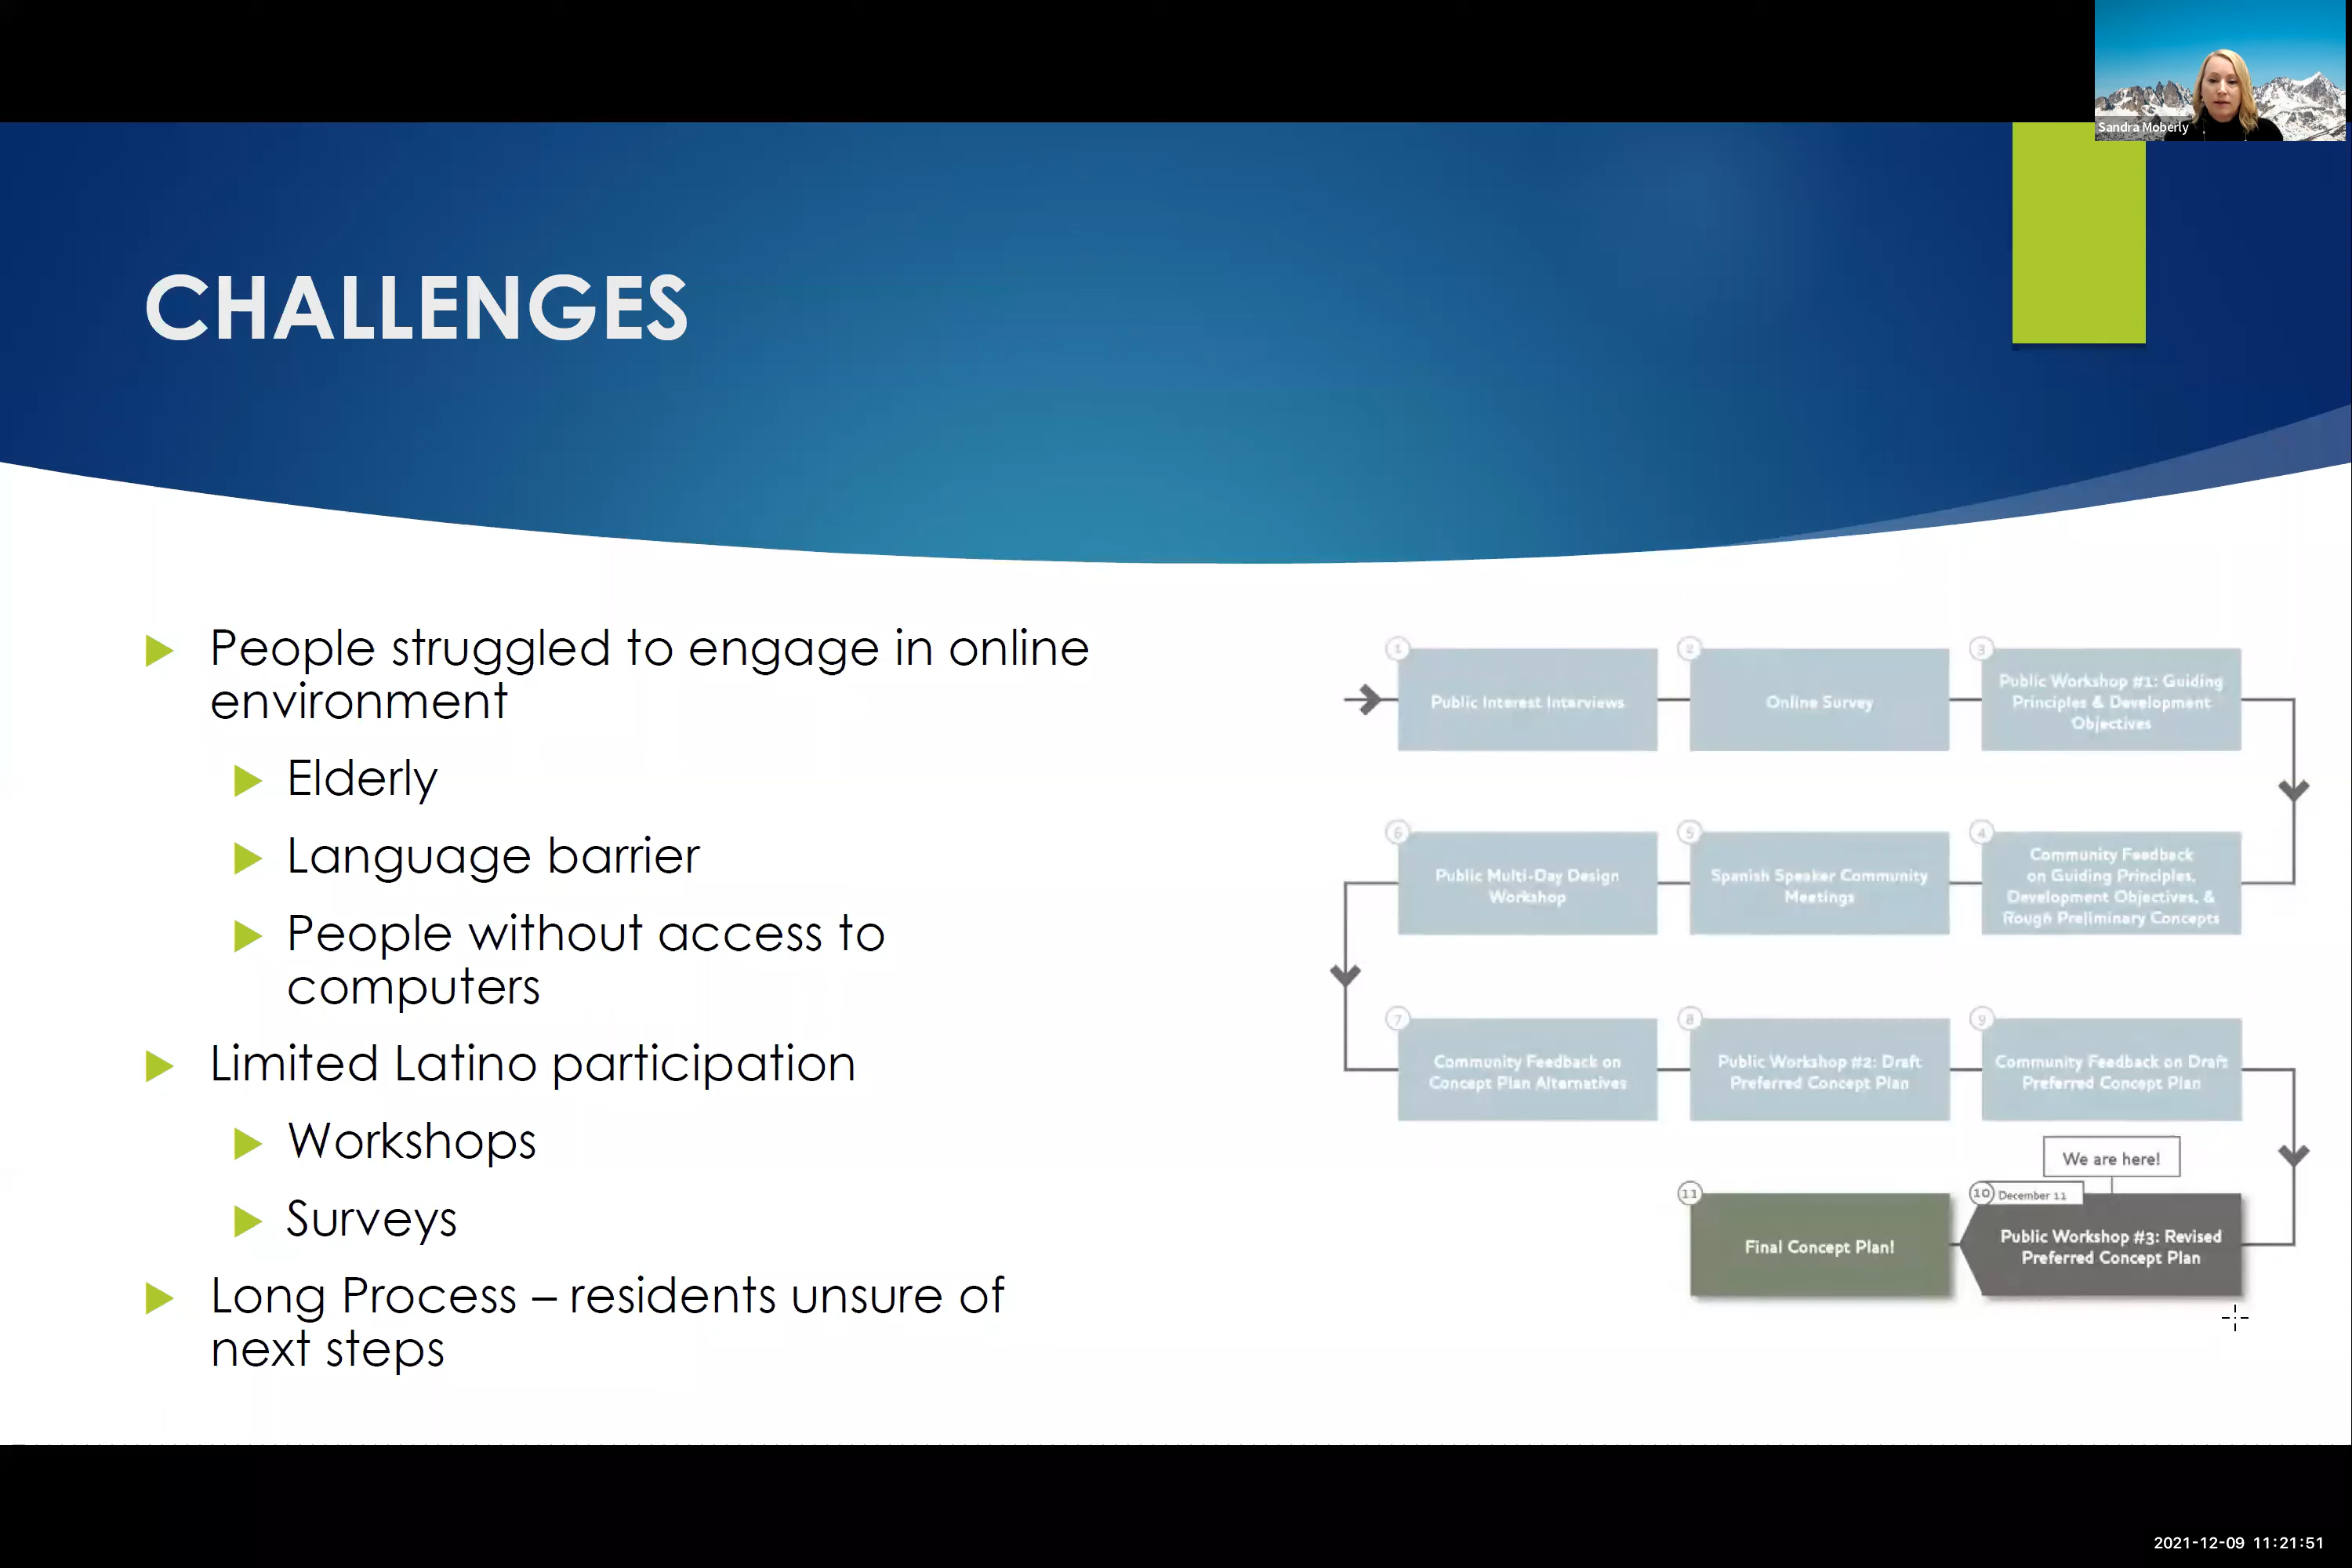 Sandra Moberly
CHALLENGES
People struggled to engage in online
environment
Elderly
Language barrier
People without access to
computers
Limited Latino participation
Workshops
Surveys
Long Process – residents unsure of
next steps
1
Public Interest Interviews
2
Online Survey
3
Public Workshop #1: Guiding
Principles & Development
Objectives
4
Community Feedback
on Guiding Principles,
Development Objectives, &
Rough Preliminary Concepts
5
Spanish Speaker Community
Meetings
6
Public Multi-Day Design
Workshop
7
Community Feedback on
Concept Plan Alternatives
8
Public Workshop #2: Draft
Preferred Concept Plan
9
Community Feedback on Draft
Preferred Concept Plan
We are here!
10 December 11
Public Workshop #3: Revised
Preferred Concept Plan
11
Final Concept Plan!
2021-12-09 11:21:51